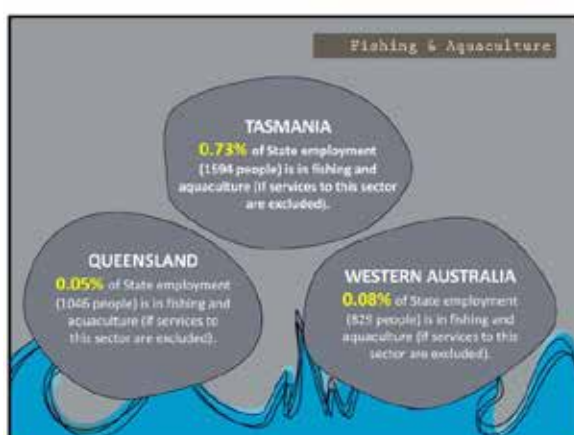 Fishing & Aquaculture
TASMANIA
0.73% of State employment
(1594 people) is in fishing and
aquaculture (if services to this sector
are excluded).
QUEENSLAND
0.05% of State employment
(1046 people) is in fishing and
aquaculture (if services to
this sector are excluded).
WESTERN AUSTRALIA
0.08% of State employment
(829 people) is in fishing and
aquaculture (if services to this
sector are excluded).